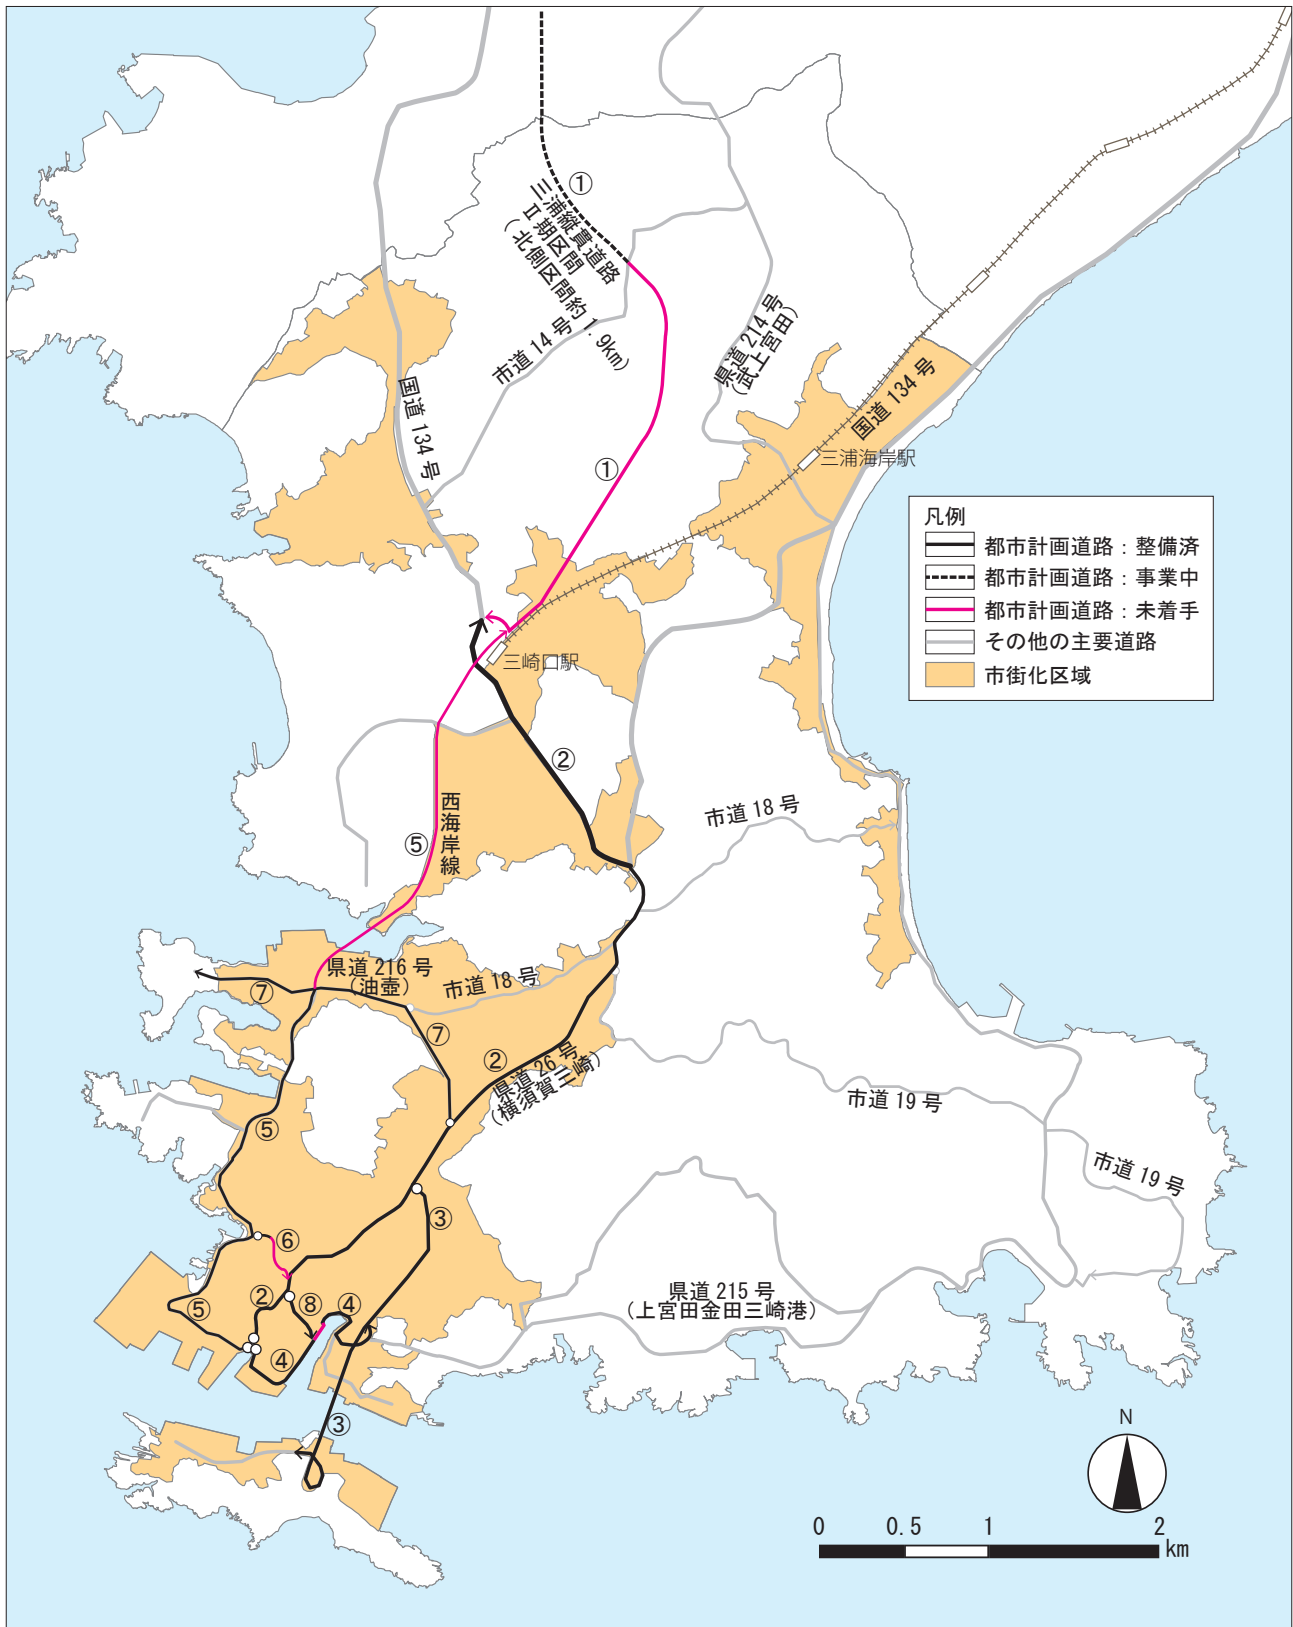 ①
三浦縦貫道路
Ⅱ期区間
(北側区間約1.9km)
市道14号
県道214号
(武上宮田)
国道134号
国道134号
三浦海岸駅
①
凡例
都市計画道路：整備済
都市計画道路：事業中
都市計画道路：未着手
その他の主要道路
市街化区域
三崎口駅
②
市道18号
⑤
西海岸線
県道216号
(油壺)
市道18号
⑦
⑦
②
県道26号
(横須賀三崎)
市道19号
⑤
市道19号
③
⑥
県道215号
(上宮田金田三崎港)
⑤
②
⑧
④
④
③
N
0
0.5
1
2
km